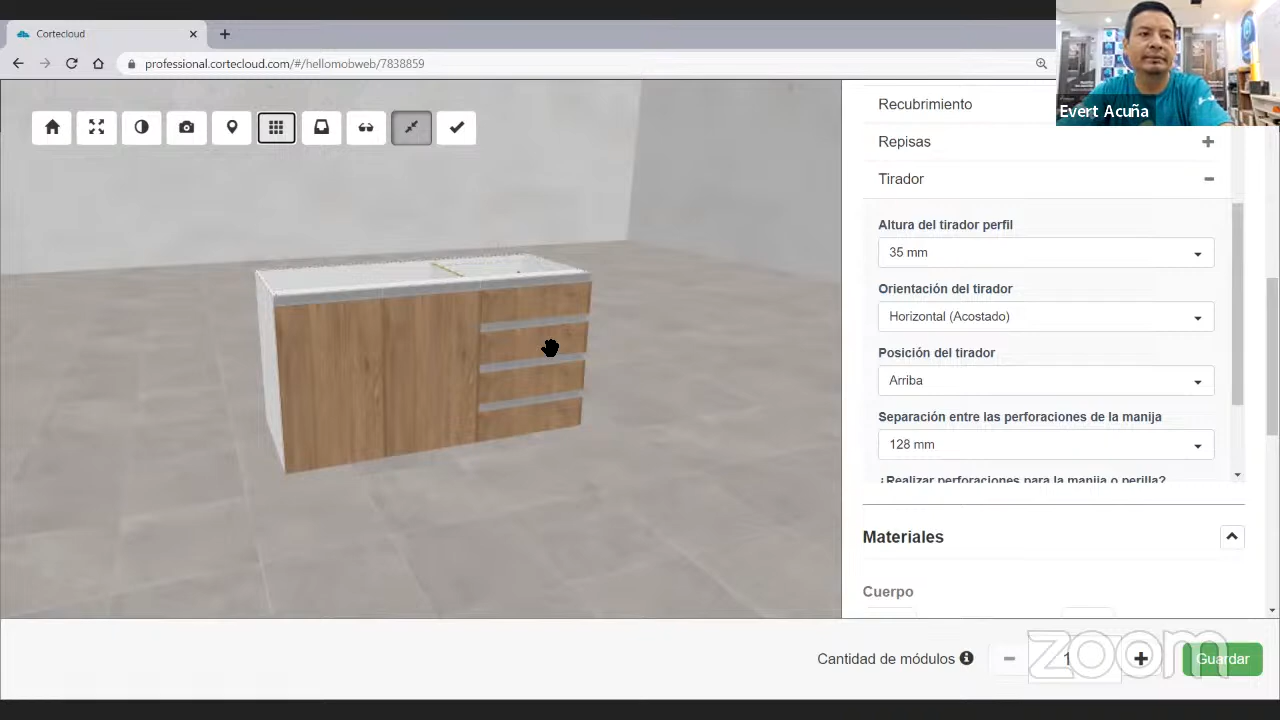 Cortecloud
professional.cortecloud.com/#/hellomobweb/7838859
Evert Acuña
Recubrimiento
Repisas
Tirador
Altura del tirador perfil
35 mm
Orientación del tirador
Horizontal (Acostado)
Posición del tirador
Arriba
Separación entre las perforaciones de la manija
128 mm
¿Realizar perforaciones para la manija o perilla?
Materiales
Cuerpo
Cantidad de módulos
1
Guardar
zoom